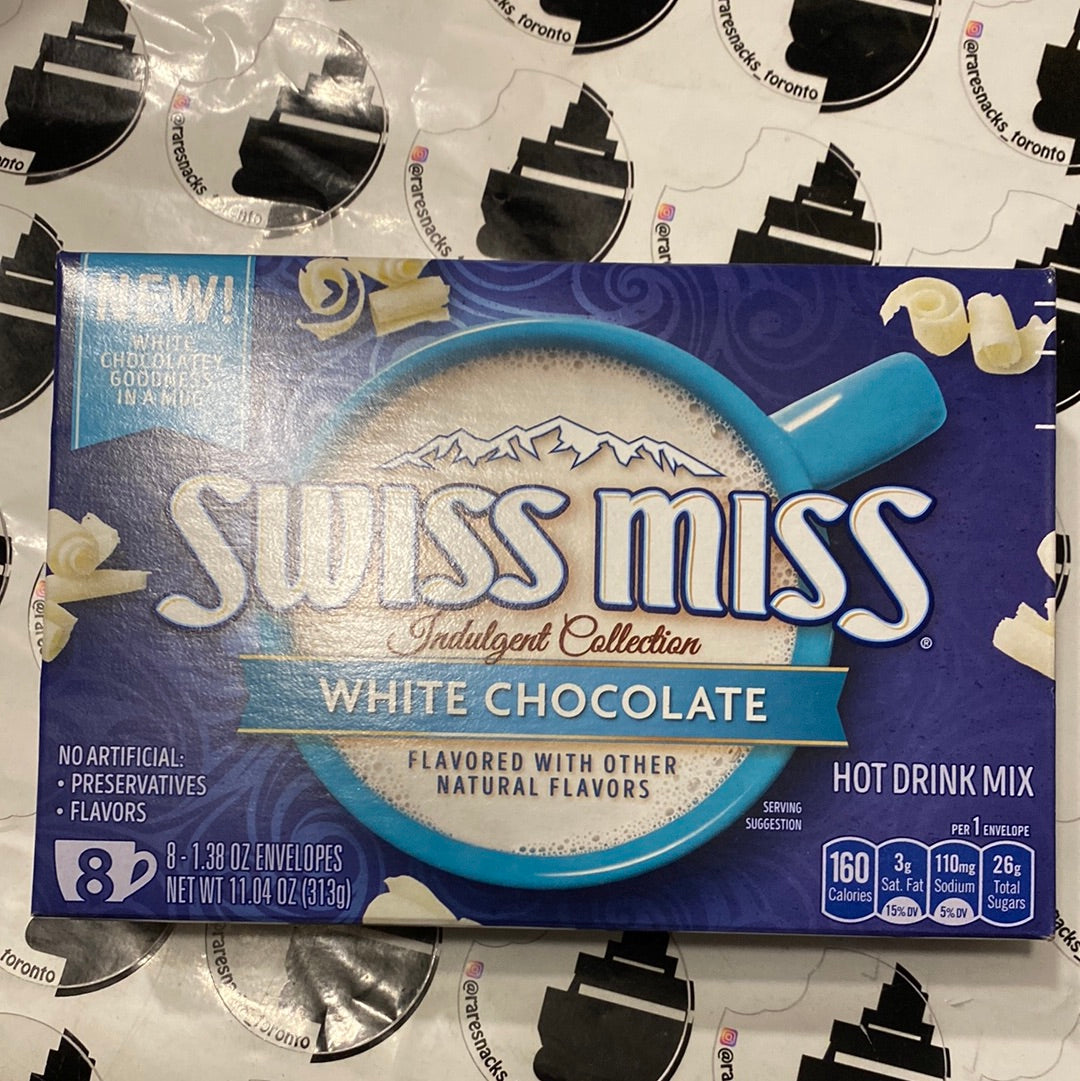 ks_toronto
@raresnacks_toronto
@raresnacks_toronto
@raresnacks
@raresnacks
@rar
NEW!
WHITE
CHOCOLATEY
GOODNESS
IN A MUG
SWISS MISS
®
Indulgent Collection
WHITE CHOCOLATE
FLAVORED WITH OTHER
NATURAL FLAVORS
NO ARTIFICIAL:
• PRESERVATIVES
• FLAVORS
HOT DRINK MIX
SERVING
SUGGESTION
8
8 - 1.38 OZ ENVELOPES
NET WT 11.04 OZ (313g)
PER 1 ENVELOPE
160
Calories
3g
Sat. Fat
15% DV
110mg
Sodium
5% DV
26g
Total
Sugars
toronto
@raresnacks
@ra